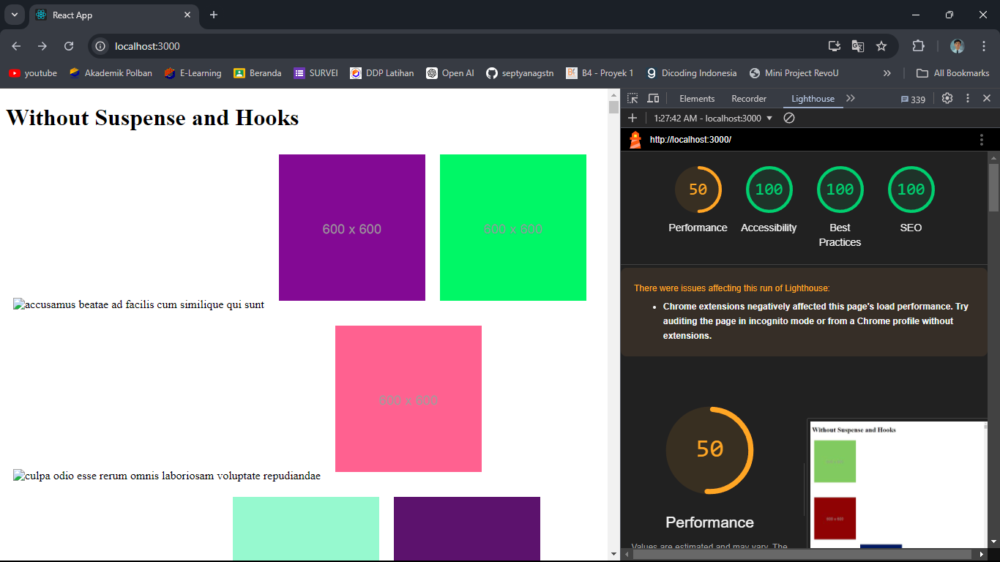 React App
localhost:3000
youtube
Akademik Polban
E-Learning
Beranda
SURVEI
DDP Latihan
Open AI
septyanagstn
B4 - Proyek 1
Dicoding Indonesia
Mini Project RevoU
»
All Bookmarks
Without Suspense and Hooks
600 x 600
600 x 600
accusamus beatae ad facilis cum similique qui sunt
600 x 600
culpa odio esse rerum omnis laboriosam voluptate repudiandae
Elements
Recorder
Lighthouse
»
339
1:27:42 AM - localhost:3000
http://localhost:3000/
50
100
100
100
Performance
Accessibility
Best
Practices
SEO
There were issues affecting this run of Lighthouse:
• Chrome extensions negatively affected this page's load performance. Try
auditing the page in incognito mode or from a Chrome profile without
extensions.
50
Performance
Values are estimated and may vary. The
Without Suspense and Hooks